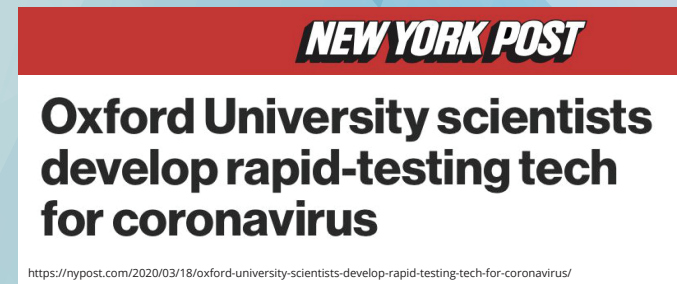 NEW YORK POST
Oxford University scientists
develop rapid-testing tech
for coronavirus
https://nypost.com/2020/03/18/oxford-university-scientists-develop-rapid-testing-tech-for-coronavirus/